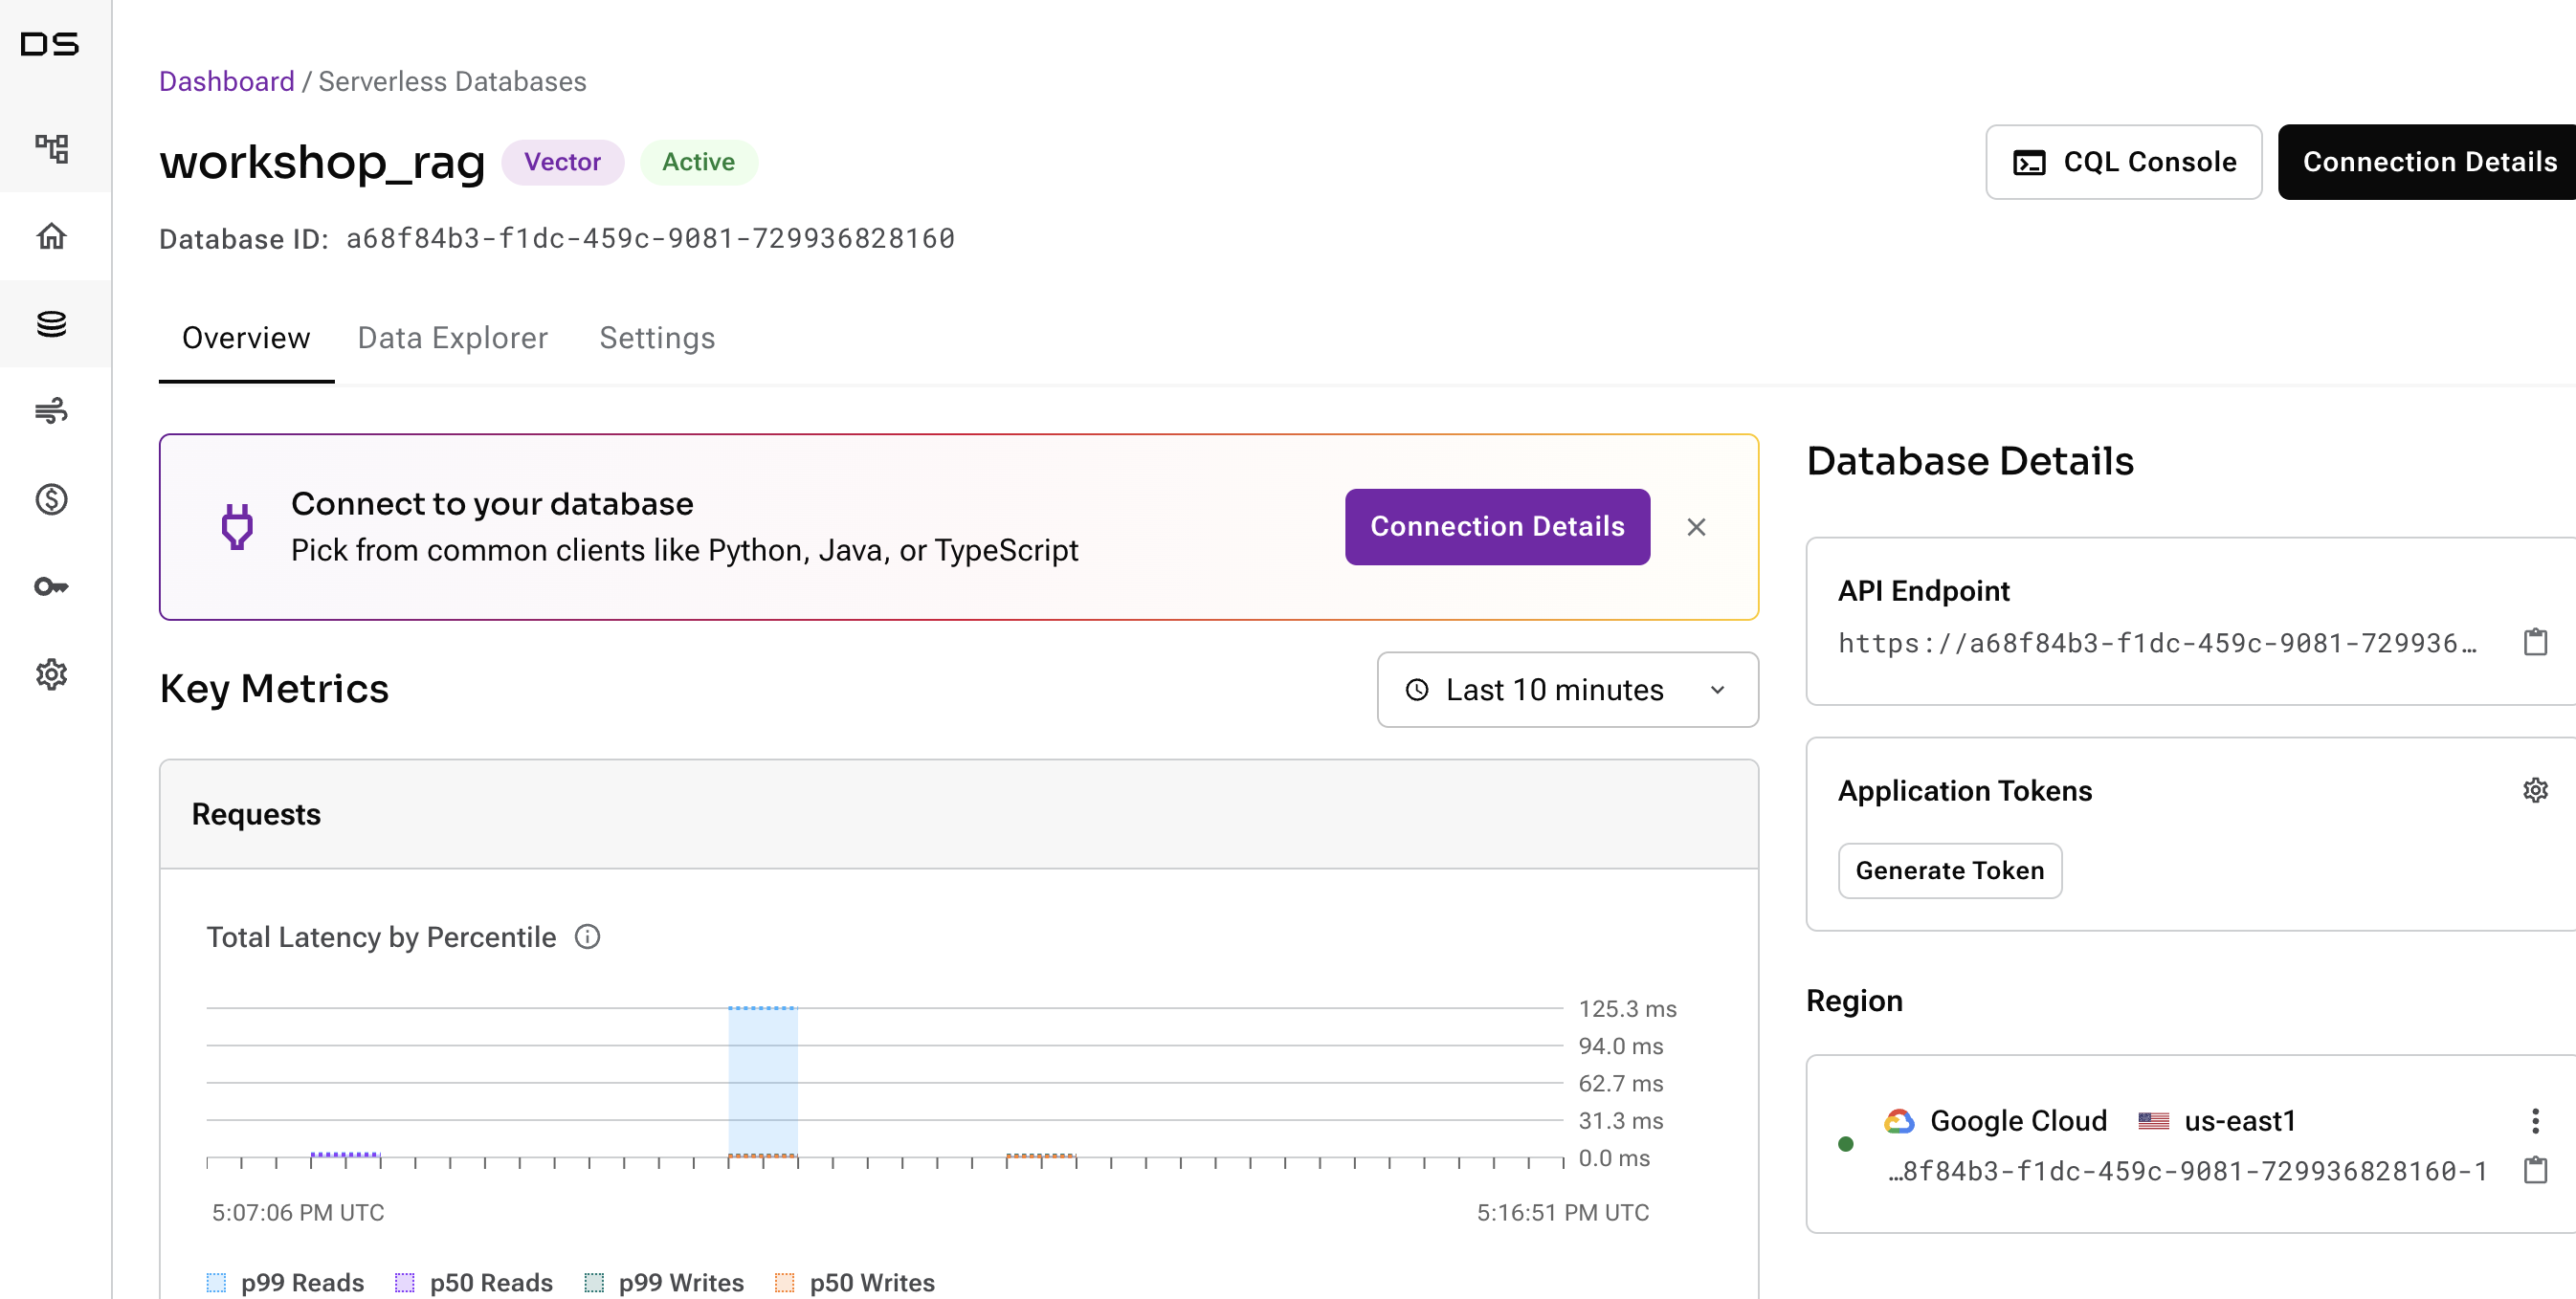 DS
Dashboard / Serverless Databases
workshop_rag Vector Active
CQL Console
Connection Details
Database ID: a68f84b3-f1dc-459c-9081-729936828160
Overview Data Explorer Settings
Connect to your database
Pick from common clients like Python, Java, or TypeScript
Connection Details
Key Metrics
Last 10 minutes
Requests
Total Latency by Percentile
125.3 ms
94.0 ms
62.7 ms
31.3 ms
0.0 ms
5:07:06 PM UTC 5:16:51 PM UTC
p99 Reads p50 Reads p99 Writes p50 Writes
Database Details
API Endpoint
https://a68f84b3-f1dc-459c-9081-729936…
Application Tokens
Generate Token
Region
Google Cloud us-east1
…8f84b3-f1dc-459c-9081-729936828160-1